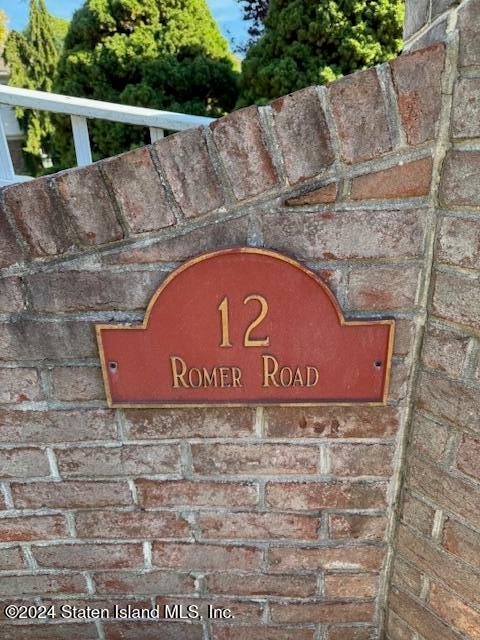 12
Romer Road
©2024 Staten Island MLS, Inc.